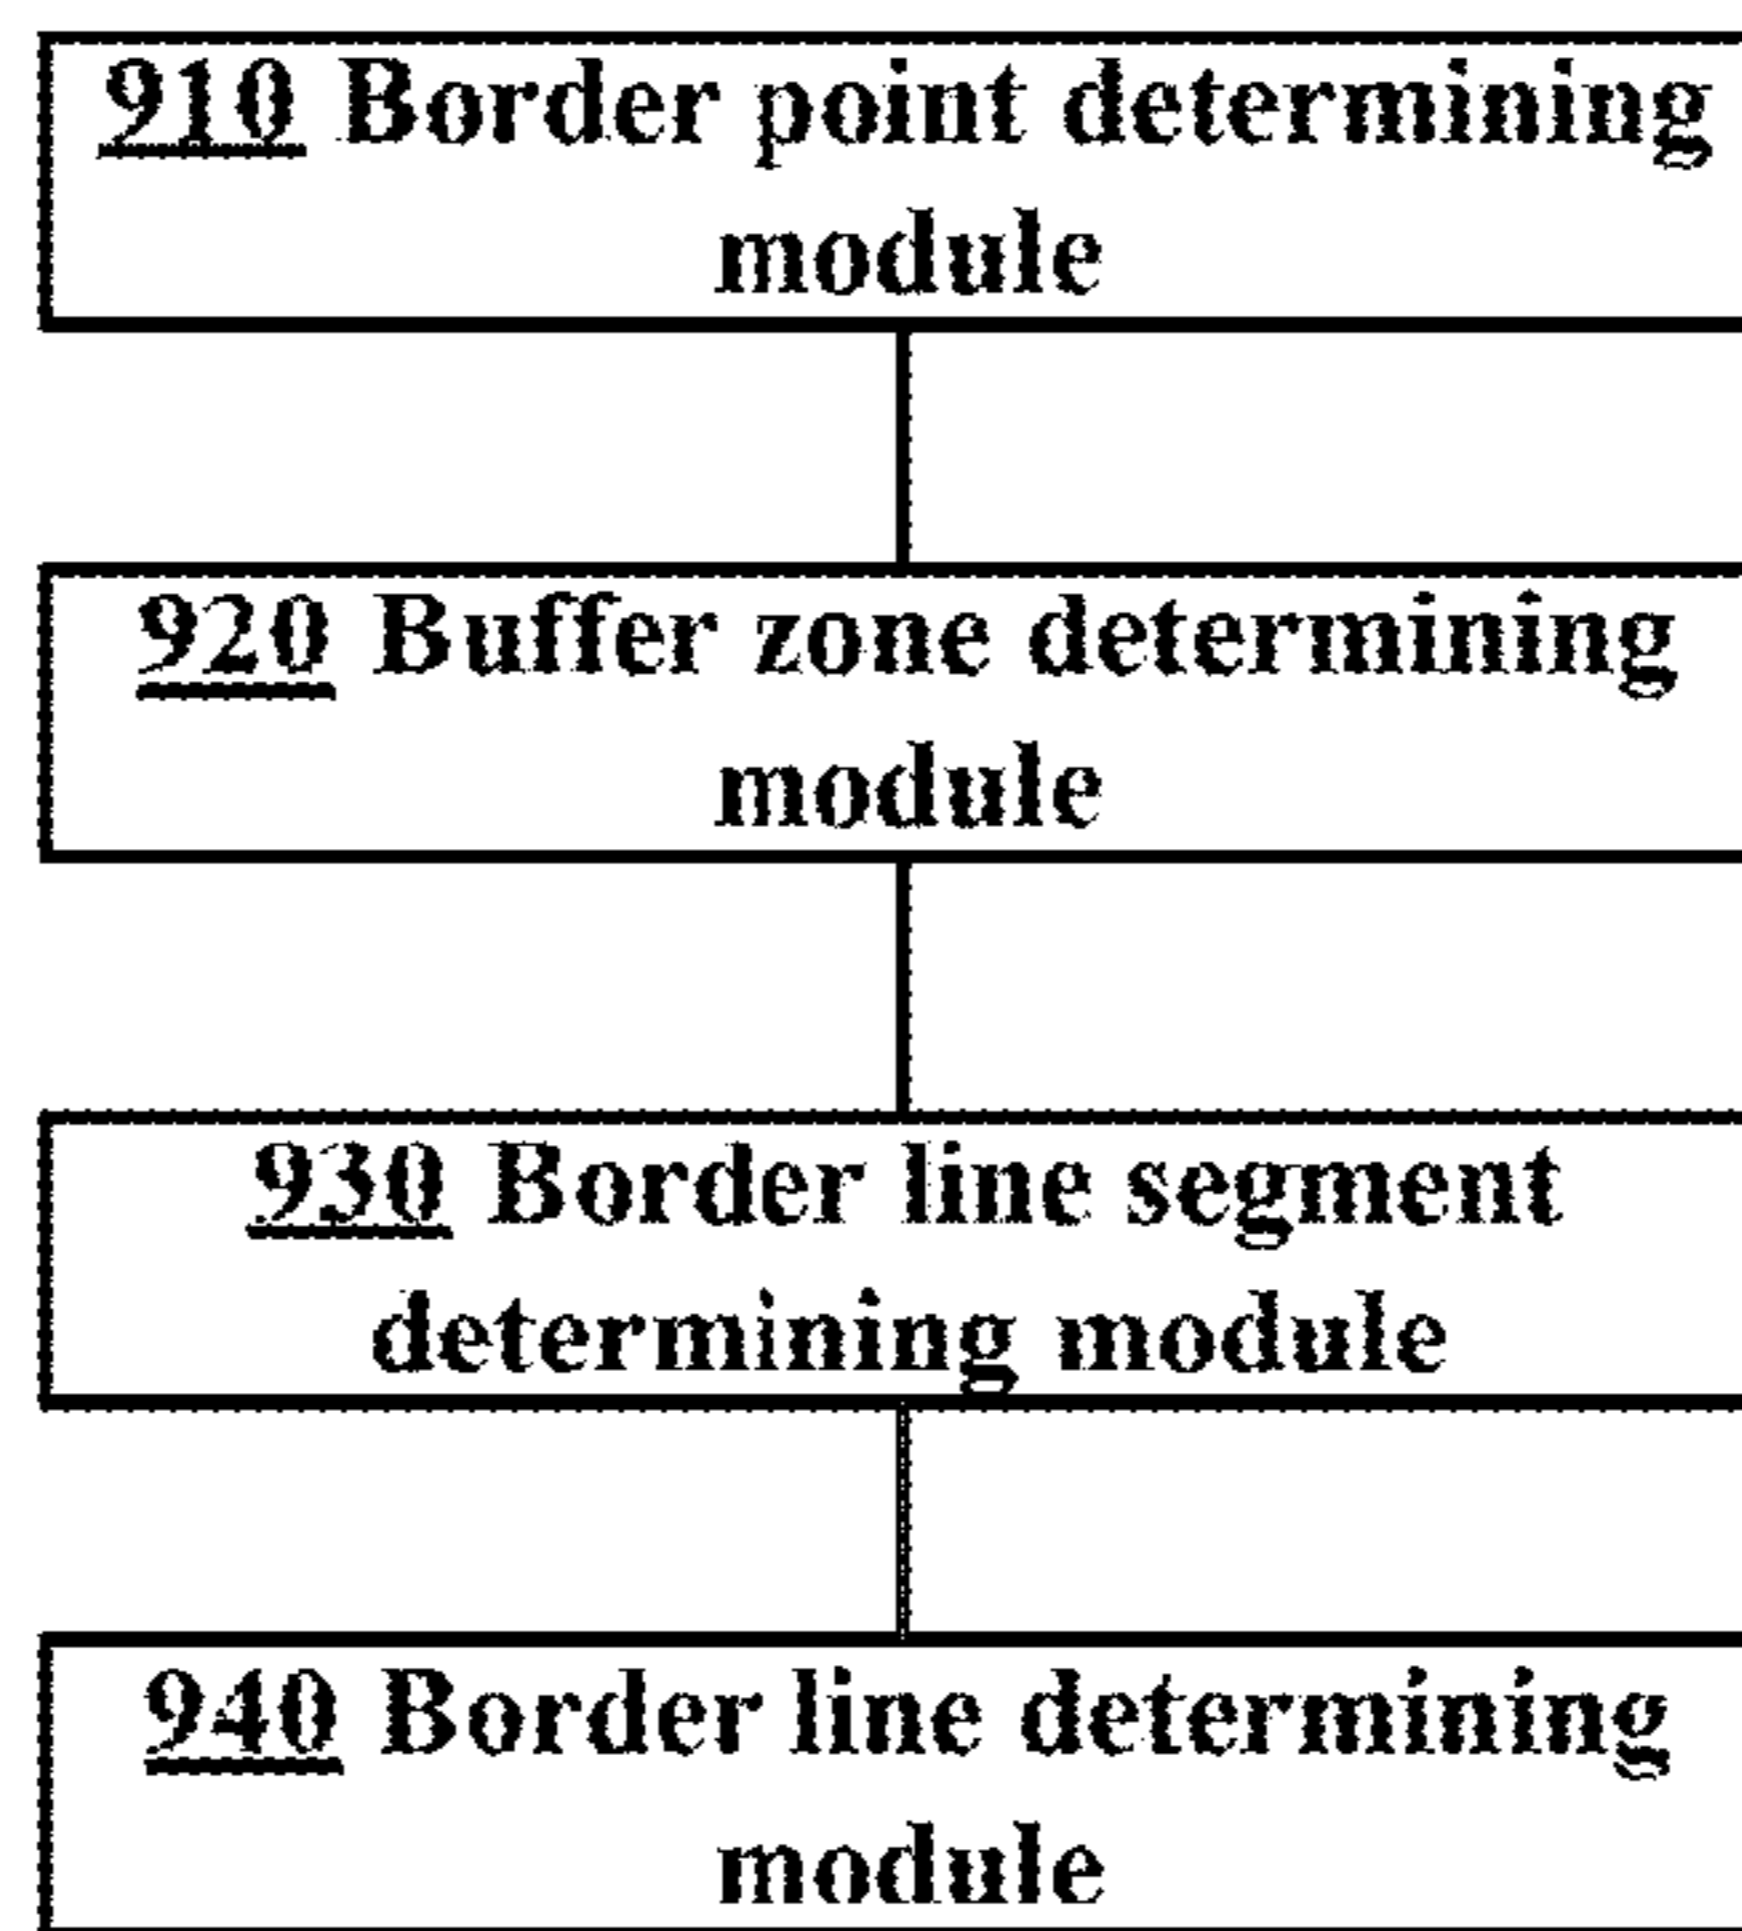 910 Border point determining
module
920 Buffer zone determining
module
930 Border line segment
determining module
940 Border line determining
module